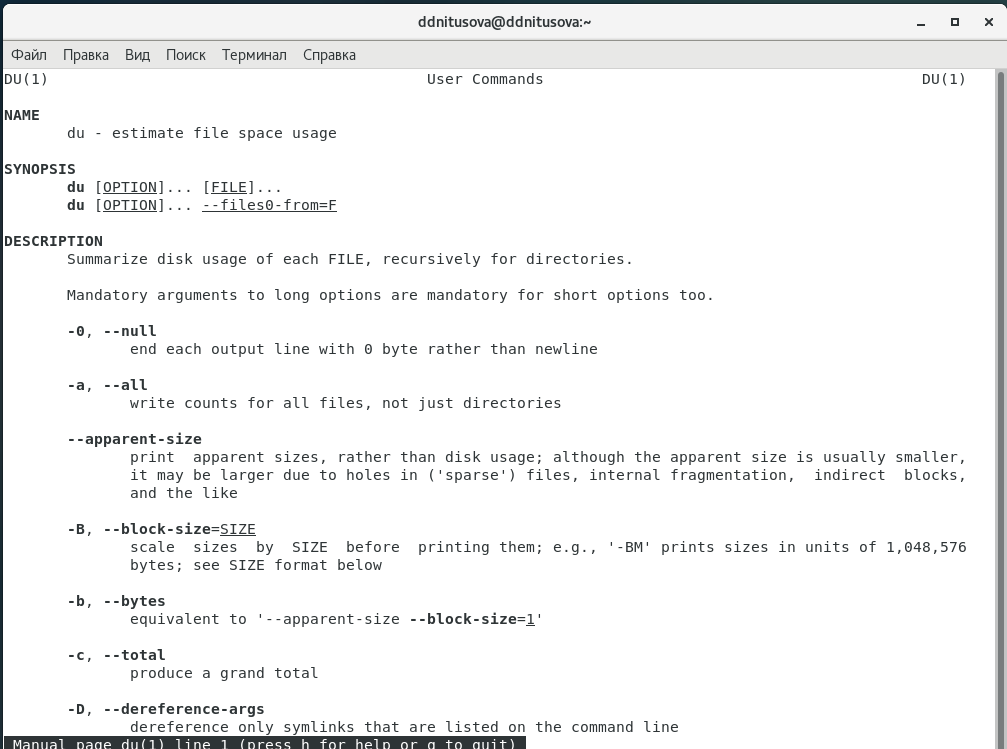 ddnitusova@ddnitusova:~
Файл Правка Вид Поиск Терминал Справка
DU(1) User Commands DU(1)
NAME
du - estimate file space usage
SYNOPSIS
du [OPTION]... [FILE]...
du [OPTION]... --files0-from=F
DESCRIPTION
Summarize disk usage of each FILE, recursively for directories.
Mandatory arguments to long options are mandatory for short options too.
-0, --null
end each output line with 0 byte rather than newline
-a, --all
write counts for all files, not just directories
--apparent-size
print apparent sizes, rather than disk usage; although the apparent size is usually smaller,
it may be larger due to holes in ('sparse') files, internal fragmentation, indirect blocks,
and the like
-B, --block-size=SIZE
scale sizes by SIZE before printing them; e.g., '-BM' prints sizes in units of 1,048,576
bytes; see SIZE format below
-b, --bytes
equivalent to '--apparent-size --block-size=1'
-c, --total
produce a grand total
-D, --dereference-args
dereference only symlinks that are listed on the command line
Manual page du(1) line 1 (press h for help or q to quit)